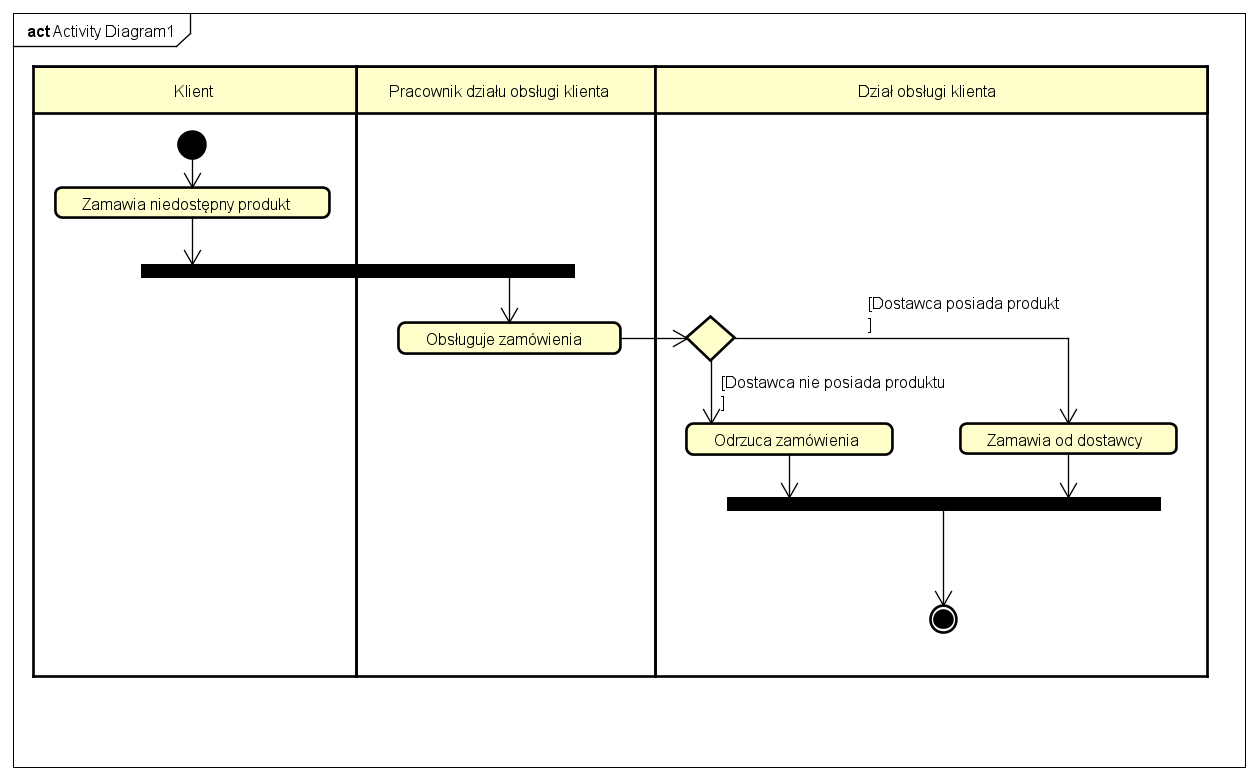 act Activity Diagram1
Klient
Pracownik działu obsługi klienta
Dział obsługi klienta
Zamawia niedostępny produkt
[Dostawca posiada produkt
]
Obsługuje zamówienia
[Dostawca nie posiada produktu
]
Odrzuca zamówienia
Zamawia od dostawcy